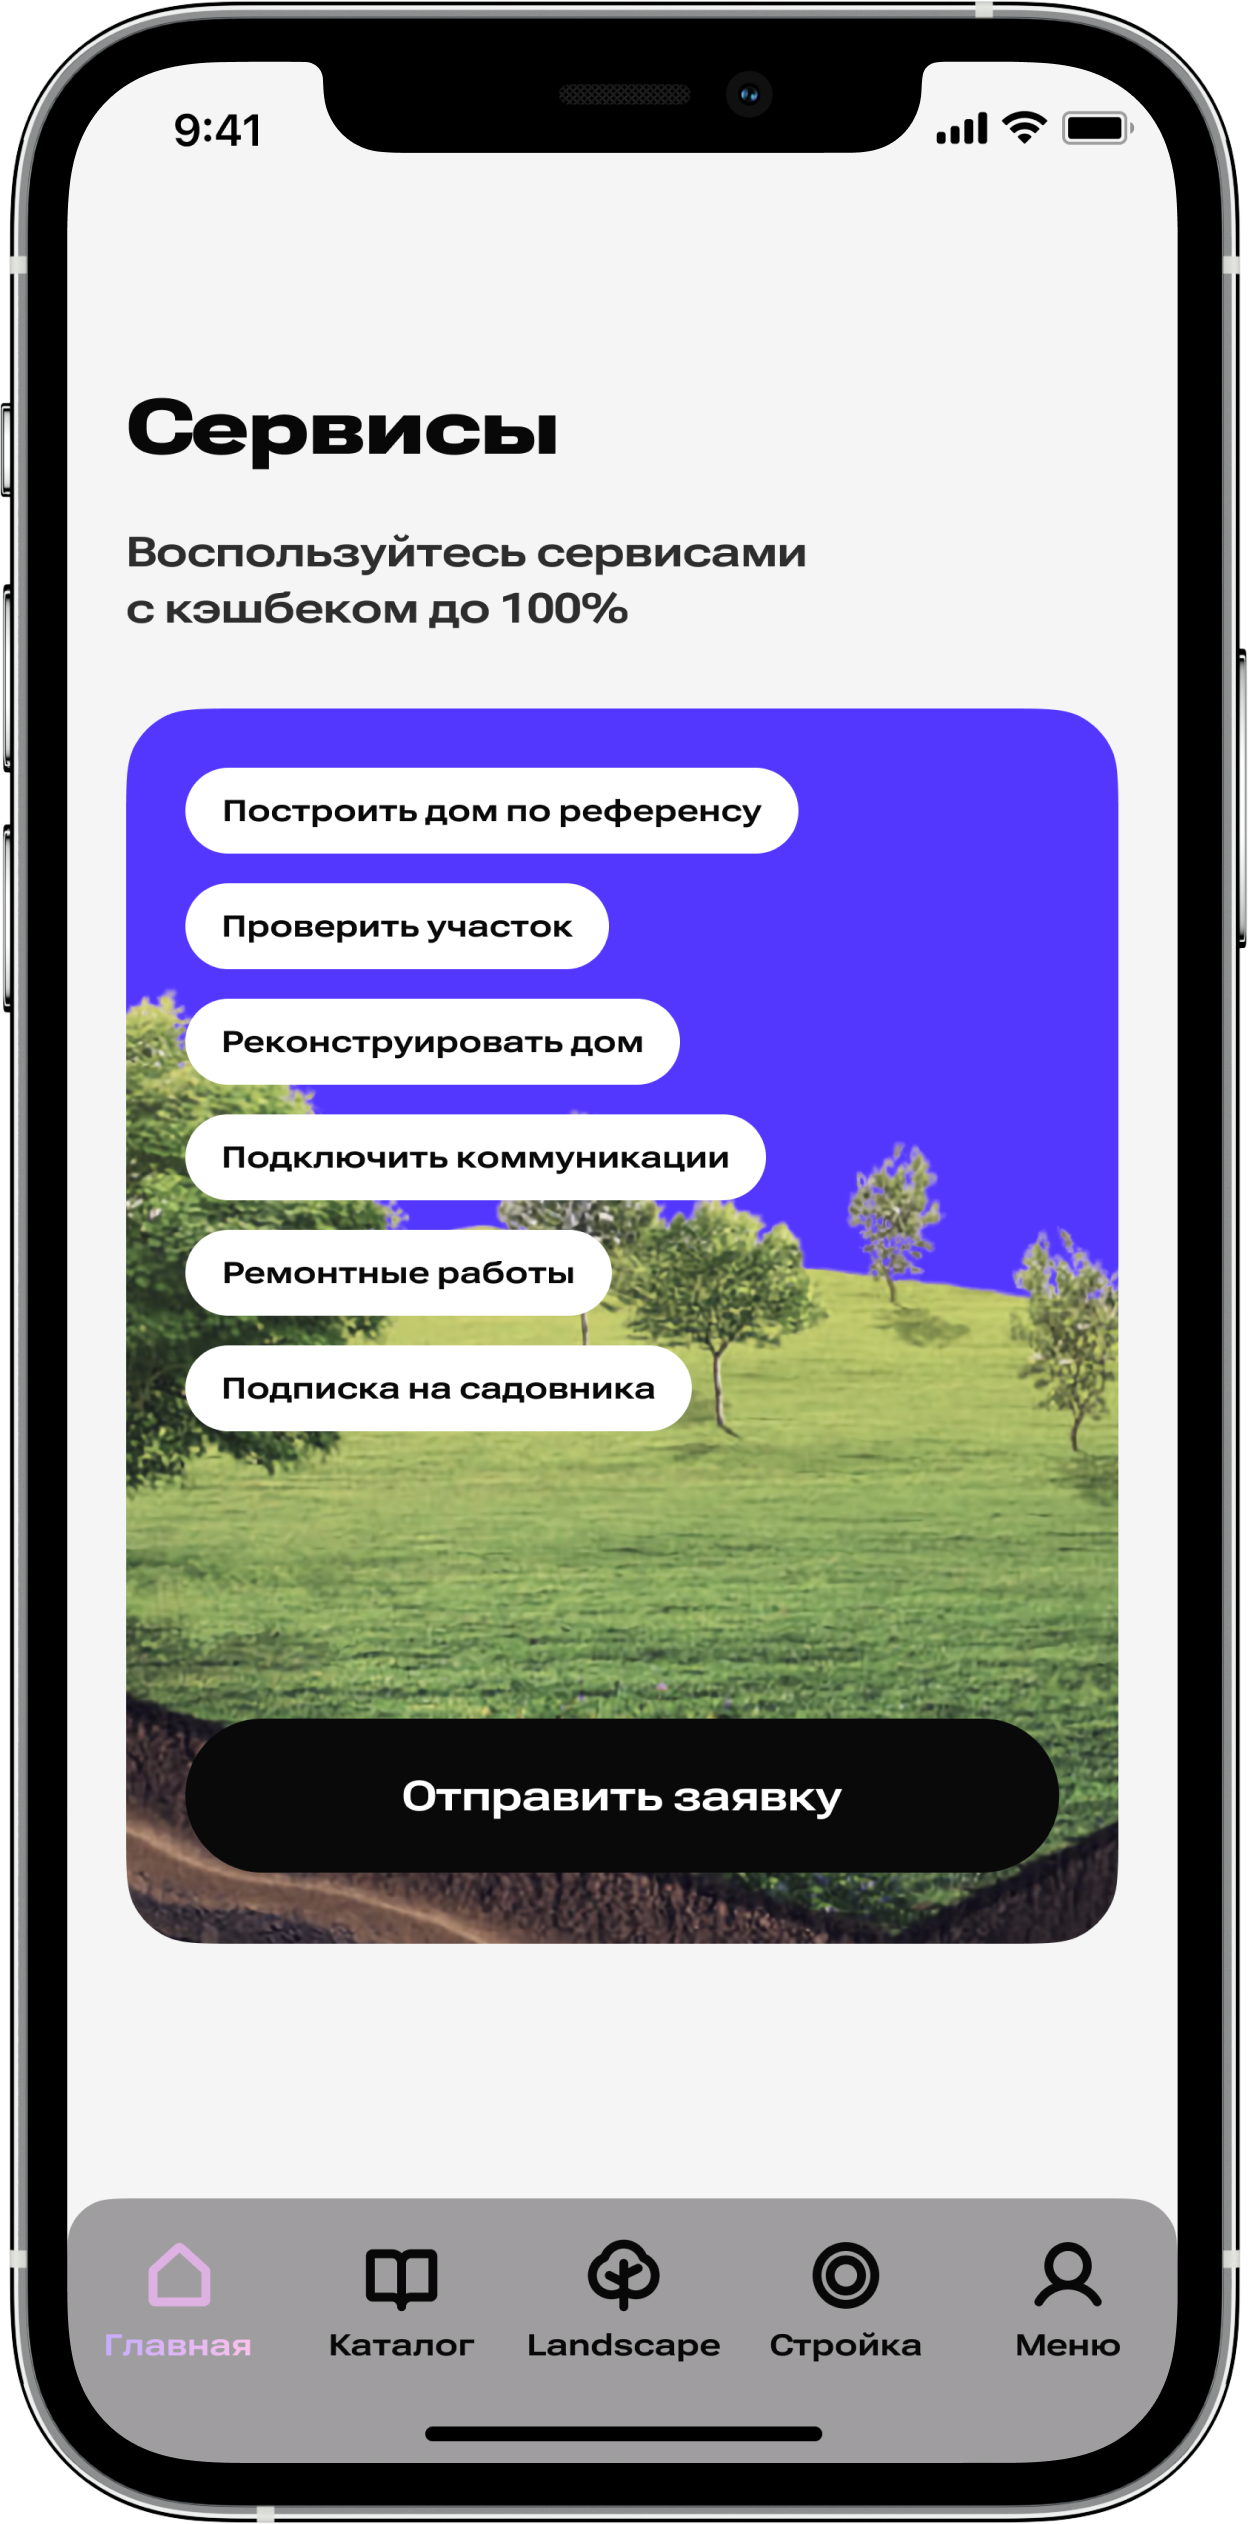 9:41
Сервисы
Воспользуйтесь сервисами
с кэшбеком до 100%
Построить дом по референсу
Проверить участок
Реконструировать дом
Подключить коммуникации
Ремонтные работы
Подписка на садовника
Отправить заявку
Главная
Каталог
Landscape
Стройка
Меню